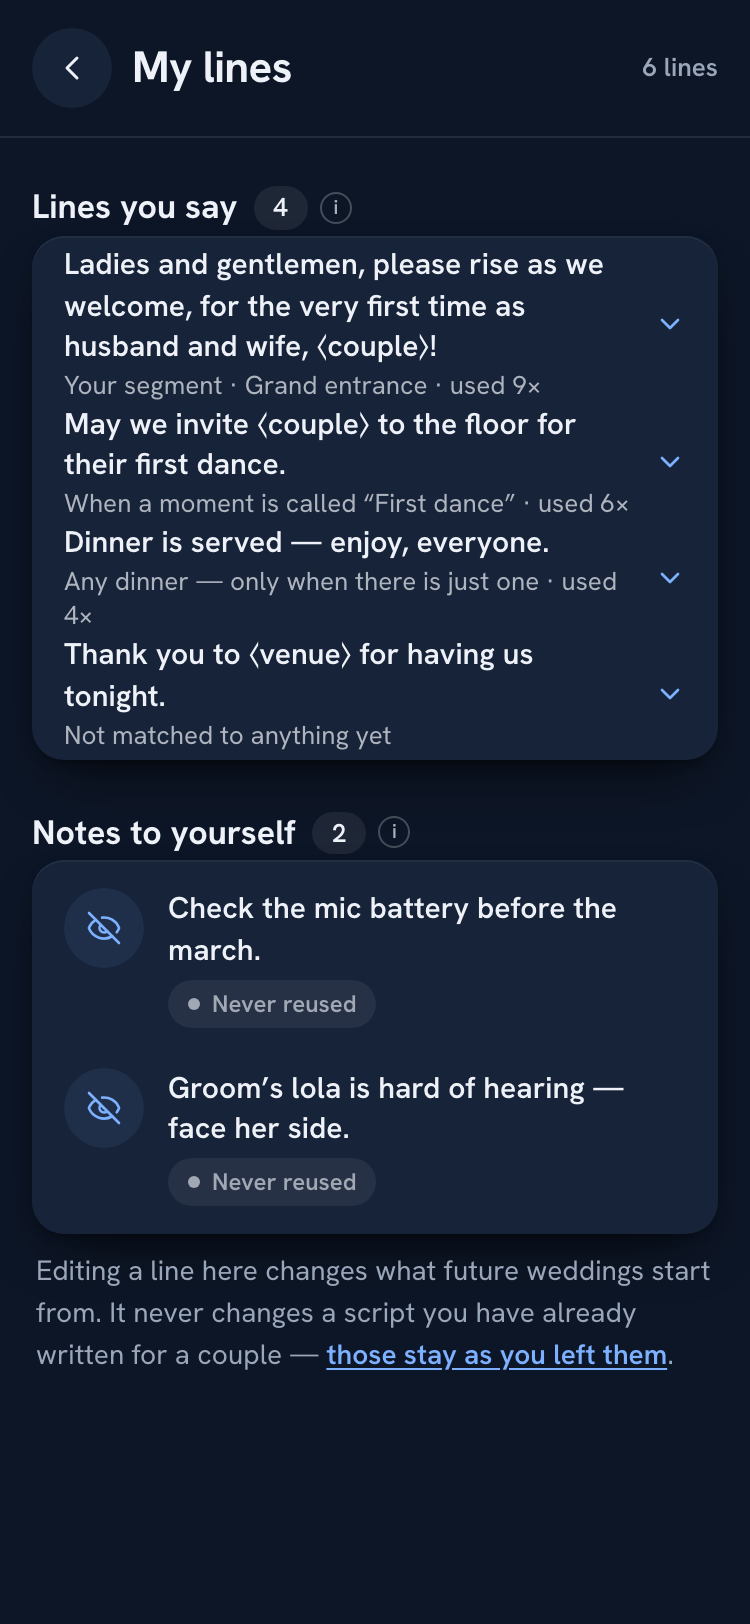 My lines
6 lines
Lines you say 4 i
Ladies and gentlemen, please rise as we
welcome, for the very first time as
husband and wife, 〈couple〉!
Your segment · Grand entrance · used 9×
May we invite 〈couple〉 to the floor for
their first dance.
When a moment is called “First dance” · used 6×
Dinner is served — enjoy, everyone.
Any dinner — only when there is just one · used
4×
Thank you to 〈venue〉 for having us
tonight.
Not matched to anything yet
Notes to yourself 2 i
Check the mic battery before the
march.
Never reused
Groom’s lola is hard of hearing —
face her side.
Never reused
Editing a line here changes what future weddings start
from. It never changes a script you have already
written for a couple — those stay as you left them.